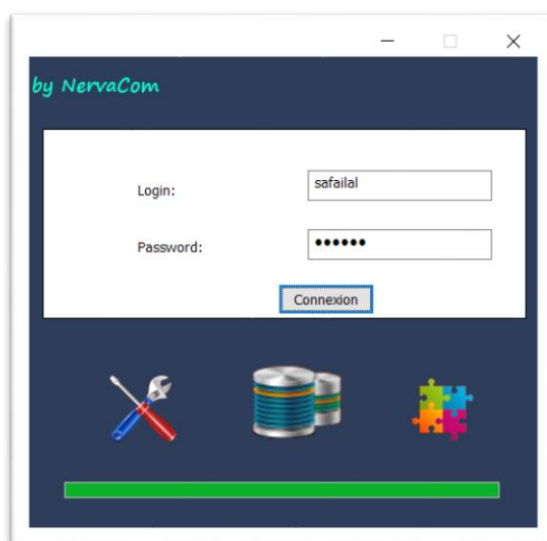 by NervaCom
Login:
safailal
Password:
••••••
Connexion